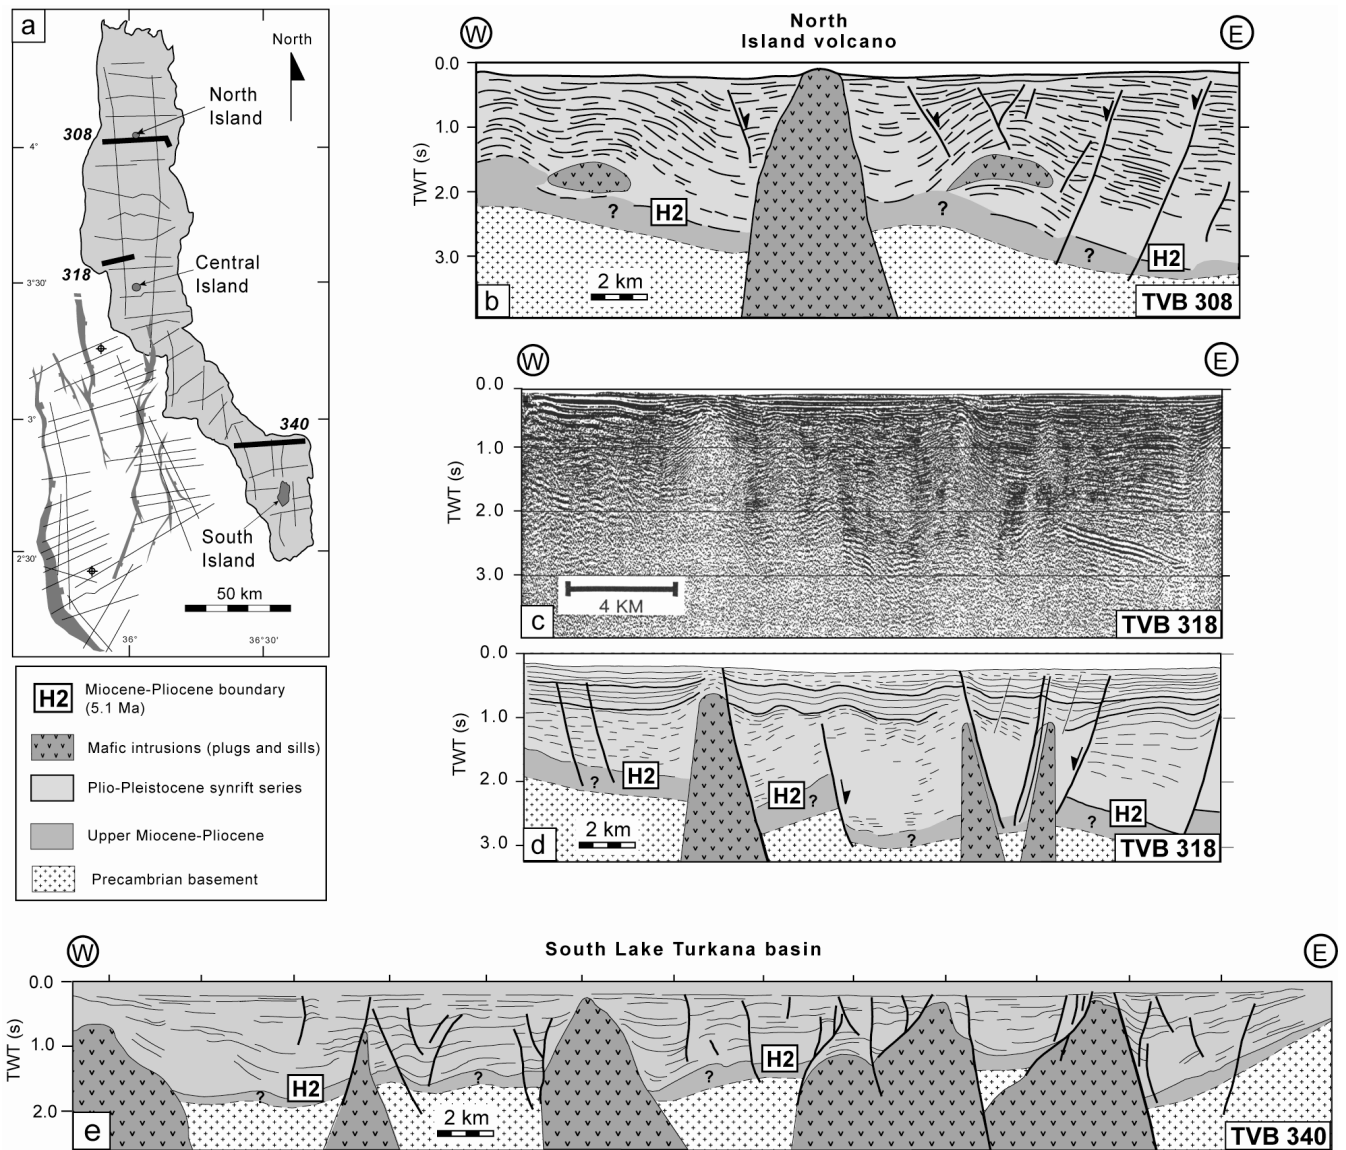 a
North
North
Island
308
4°
Central
Island
318
3°30'
3°
340
South
Island
2°30'
50 km
36°
36°30'
H2
Miocene-Pliocene boundary
(5.1 Ma)
Mafic intrusions (plugs and sills)
Plio-Pleistocene synrift series
Upper Miocene-Pliocene
Precambrian basement
W
North
Island volcano
E
0.0
1.0
TWT (s)
2.0
3.0
? H2 ? ? H2
2 km
b
TVB 308
W
E
0.0
1.0
TWT (s)
2.0
3.0
4 KM
c
TVB 318
0.0
1.0
TWT (s)
2.0
3.0
? H2 H2 ? ? ? H2
2 km
d
TVB 318
W
South Lake Turkana basin
E
0.0
TWT (s)
1.0
2.0
? H2 ? ? H2
2 km
e
TVB 340